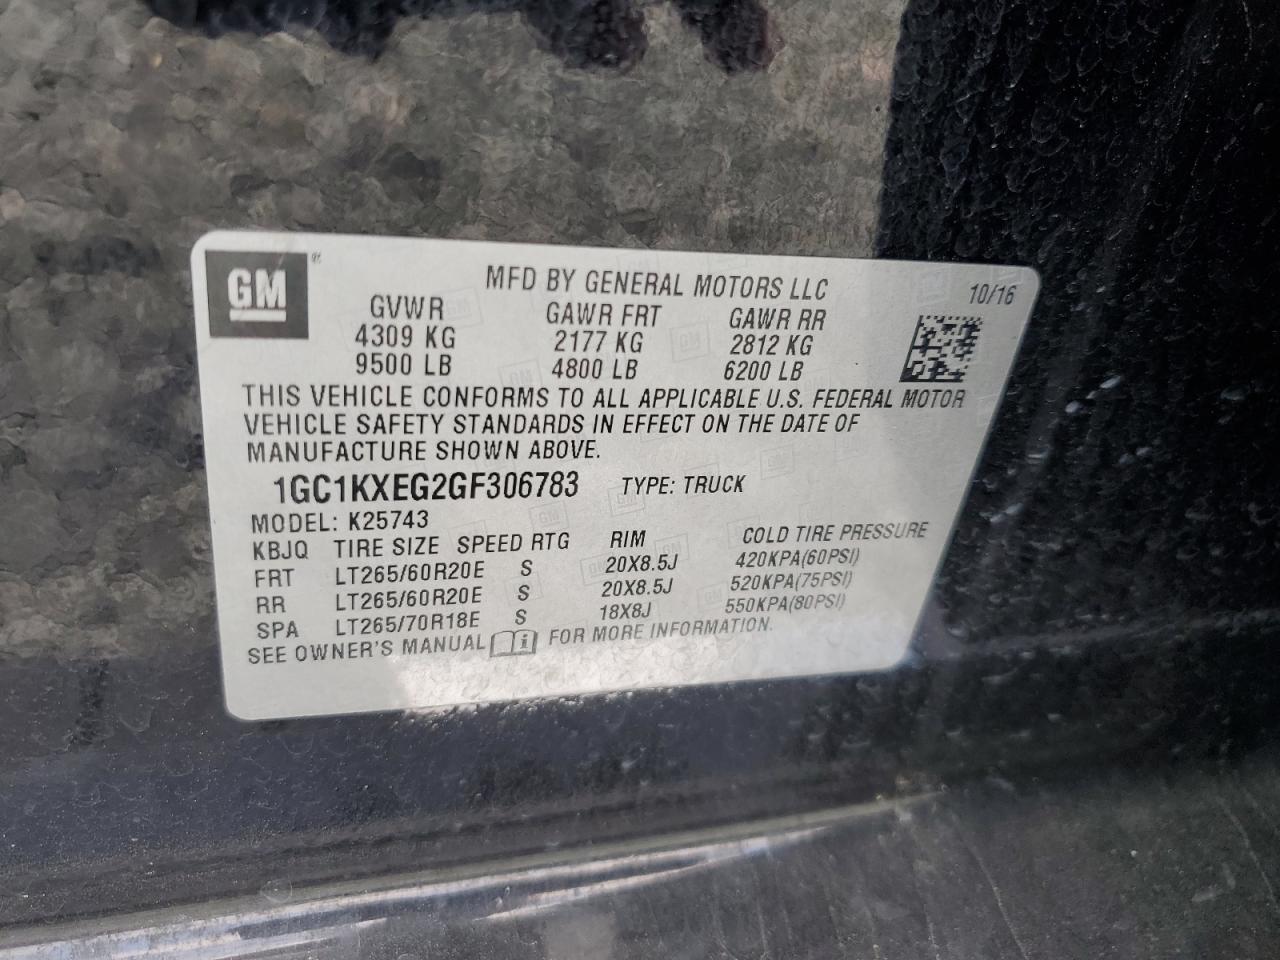 GM ®
MFD BY GENERAL MOTORS LLC
10/16
GVWR GAWR FRT GAWR RR
4309 KG 2177 KG 2812 KG
9500 LB 4800 LB 6200 LB
THIS VEHICLE CONFORMS TO ALL APPLICABLE U.S. FEDERAL MOTOR
VEHICLE SAFETY STANDARDS IN EFFECT ON THE DATE OF
MANUFACTURE SHOWN ABOVE.
1GC1KXEG2GF306783 TYPE: TRUCK
MODEL: K25743
KBJQ TIRE SIZE SPEED RTG RIM COLD TIRE PRESSURE
FRT LT265/60R20E S 20X8.5J 420KPA(60PSI)
RR LT265/60R20E S 20X8.5J 520KPA(75PSI)
SPA LT265/70R18E S 18X8J 550KPA(80PSI)
SEE OWNER'S MANUAL i FOR MORE INFORMATION.